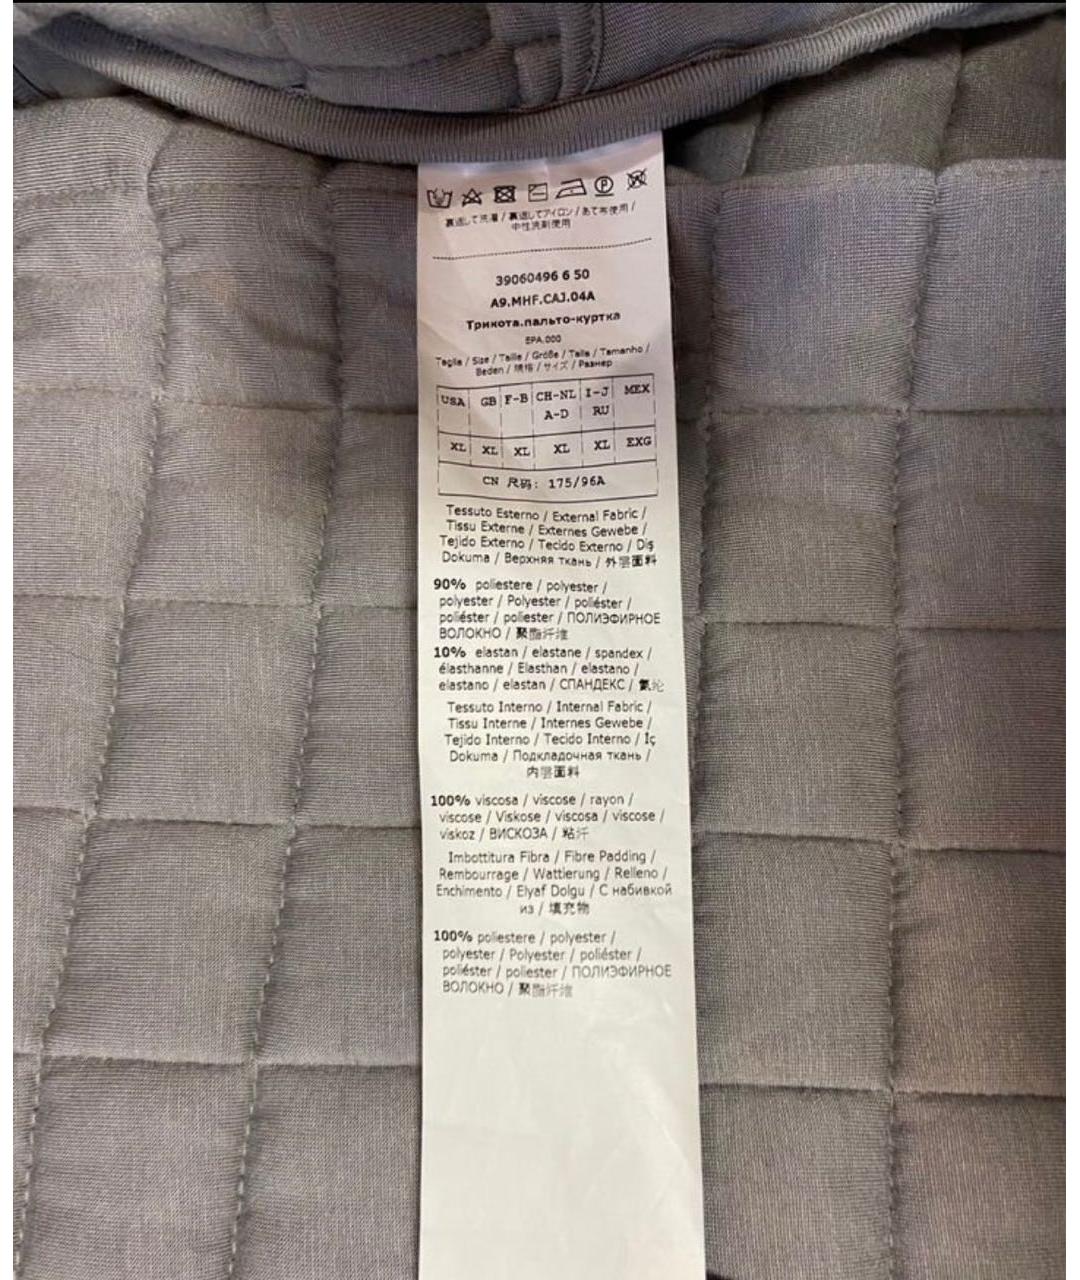 裏返して洗濯 / 裏返してアイロン / あて布使用 /
中性洗剤使用
39060496 6 50
A9.MHF.CAJ.04A
Трикота.пальто-куртка
EPA.000
Taglia / Size / Taille / Größe / Talla / Tamanho /
Beden / 規格 / サイズ / Размер
USA GB F-B CH-NL I-J MEX
A-D RU
XL XL XL XL XL EXG
CN 尺码: 175/96A
Tessuto Esterno / External Fabric /
Tissu Externe / Externes Gewebe /
Tejido Externo / Tecido Externo / Diş
Dokuma / Верхняя ткань / 外层面料
90% poliestere / polyester /
polyester / Polyester / poliéster /
poliéster / poliester / ПОЛИЭФИРНОЕ
ВОЛОКНО / 聚酯纤维
10% elastan / elastane / spandex /
élasthanne / Elasthan / elastano /
elastano / elastan / СПАНДЕКС / 氨纶
Tessuto Interno / Internal Fabric /
Tissu Interne / Internes Gewebe /
Tejido Interno / Tecido Interno / Iç
Dokuma / Подкладочная ткань /
内层面料
100% viscosa / viscose / rayon /
viscose / Viskose / viscosa / viscose /
viskoz / ВИСКОЗА / 粘纤
Imbottitura Fibra / Fibre Padding /
Rembourrage / Wattierung / Relleno /
Enchimento / Elyaf Dolgu / С набивкой
из / 填充物
100% poliestere / polyester /
polyester / Polyester / poliéster /
poliéster / poliester / ПОЛИЭФИРНОЕ
ВОЛОКНО / 聚酯纤维